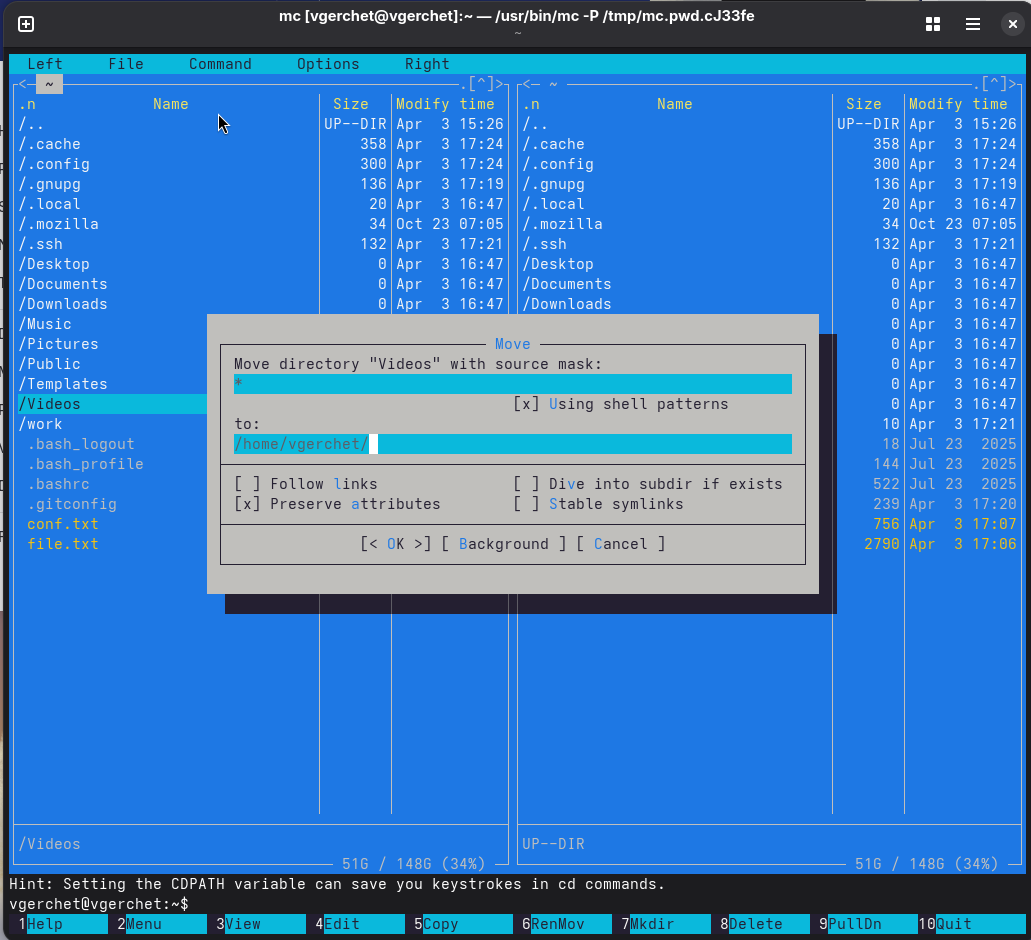 mc [vgerchet@vgerchet]:~ — /usr/bin/mc -P /tmp/mc.pwd.cJ33fe
~
Left File Command Options Right
<─ ~ .[^]> <─ ~ .[^]>
.n Name Size Modify time .n Name Size Modify time
/.. UP--DIR Apr 3 15:26 /.. UP--DIR Apr 3 15:26
/.cache 358 Apr 3 17:24 /.cache 358 Apr 3 17:24
/.config 300 Apr 3 17:24 /.config 300 Apr 3 17:24
/.gnupg 136 Apr 3 17:19 /.gnupg 136 Apr 3 17:19
/.local 20 Apr 3 16:47 /.local 20 Apr 3 16:47
/.mozilla 34 Oct 23 07:05 /.mozilla 34 Oct 23 07:05
/.ssh 132 Apr 3 17:21 /.ssh 132 Apr 3 17:21
/Desktop 0 Apr 3 16:47 /Desktop 0 Apr 3 16:47
/Documents 0 Apr 3 16:47 /Documents 0 Apr 3 16:47
/Downloads 0 Apr 3 16:47 /Downloads 0 Apr 3 16:47
/Music 0 Apr 3 16:47
/Pictures Move 0 Apr 3 16:47
/Public Move directory "Videos" with source mask: 0 Apr 3 16:47
/Templates * 0 Apr 3 16:47
/Videos [x] Using shell patterns 0 Apr 3 16:47
/work to: 10 Apr 3 17:21
.bash_logout /home/vgerchet/ 18 Jul 23 2025
.bash_profile 144 Jul 23 2025
.bashrc [ ] Follow links [ ] Dive into subdir if exists 522 Jul 23 2025
.gitconfig [x] Preserve attributes [ ] Stable symlinks 239 Apr 3 17:20
conf.txt 756 Apr 3 17:07
file.txt [< OK >] [ Background ] [ Cancel ] 2790 Apr 3 17:06
/Videos UP--DIR
51G / 148G (34%) 51G / 148G (34%)
Hint: Setting the CDPATH variable can save you keystrokes in cd commands.
vgerchet@vgerchet:~$
1Help 2Menu 3View 4Edit 5Copy 6RenMov 7Mkdir 8Delete 9PullDn 10Quit